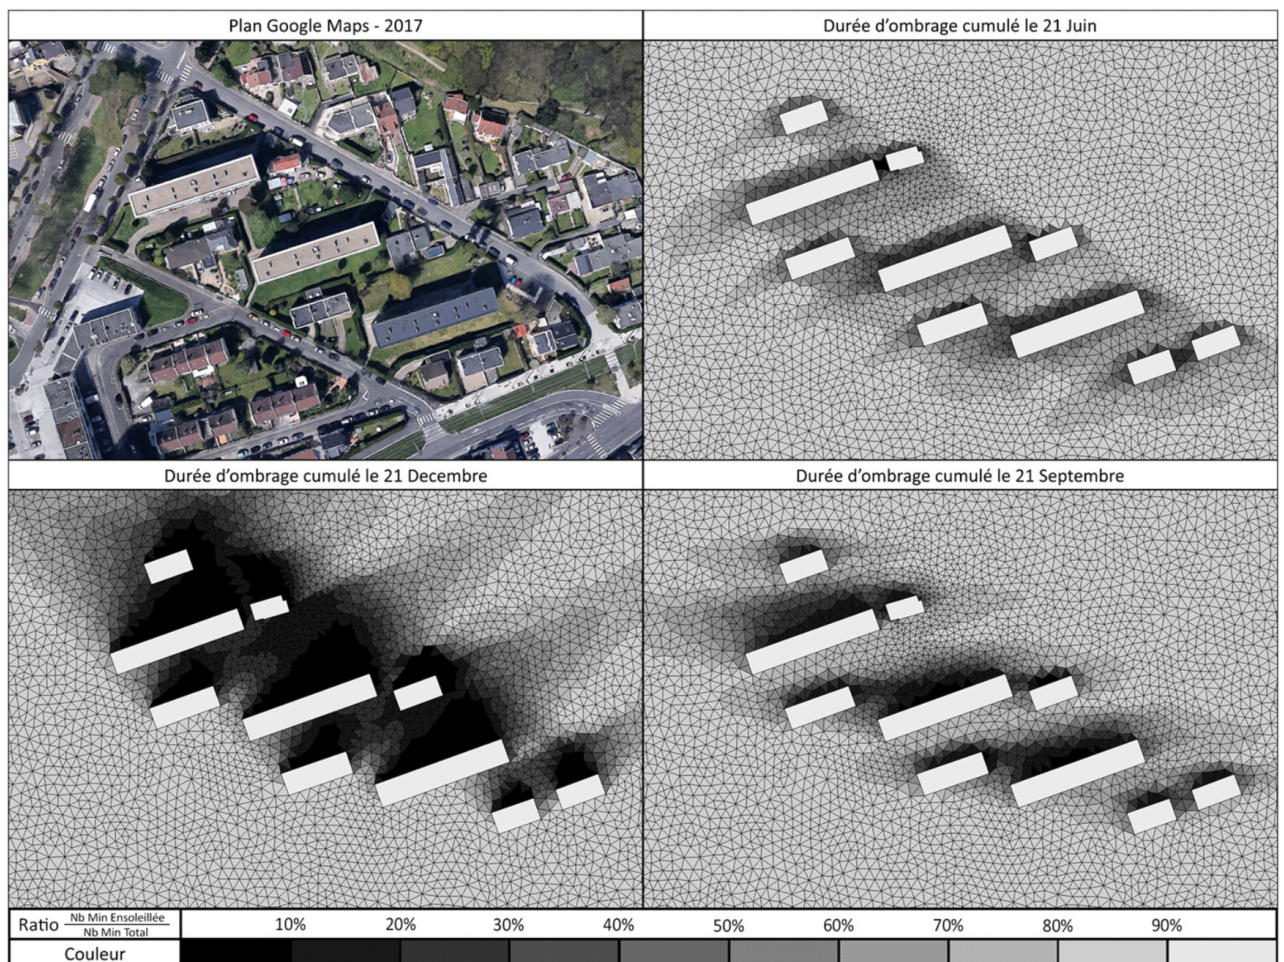 Plan Google Maps - 2017
Durée d'ombrage cumulé le 21 Juin
Durée d'ombrage cumulé le 21 Decembre
Durée d'ombrage cumulé le 21 Septembre
Ratio Nb Min Ensoleillée
Nb Min Total
10% 20% 30% 40% 50% 60% 70% 80% 90%
Couleur